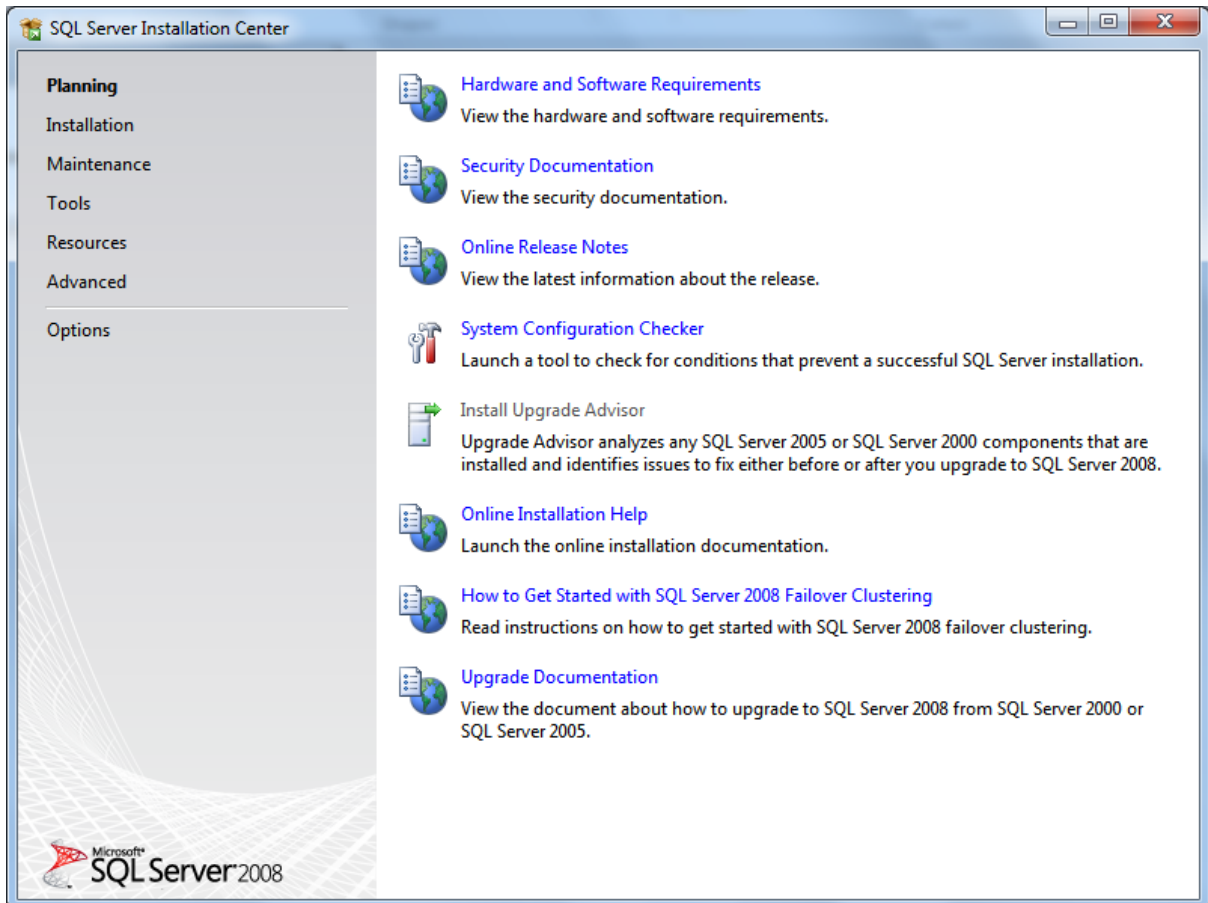 SQL Server Installation Center
Planning
Installation
Maintenance
Tools
Resources
Advanced
Options
Hardware and Software Requirements
View the hardware and software requirements.
Security Documentation
View the security documentation.
Online Release Notes
View the latest information about the release.
System Configuration Checker
Launch a tool to check for conditions that prevent a successful SQL Server installation.
Install Upgrade Advisor
Upgrade Advisor analyzes any SQL Server 2005 or SQL Server 2000 components that are
installed and identifies issues to fix either before or after you upgrade to SQL Server 2008.
Online Installation Help
Launch the online installation documentation.
How to Get Started with SQL Server 2008 Failover Clustering
Read instructions on how to get started with SQL Server 2008 failover clustering.
Upgrade Documentation
View the document about how to upgrade to SQL Server 2008 from SQL Server 2000 or
SQL Server 2005.
Microsoft®
SQL Server 2008